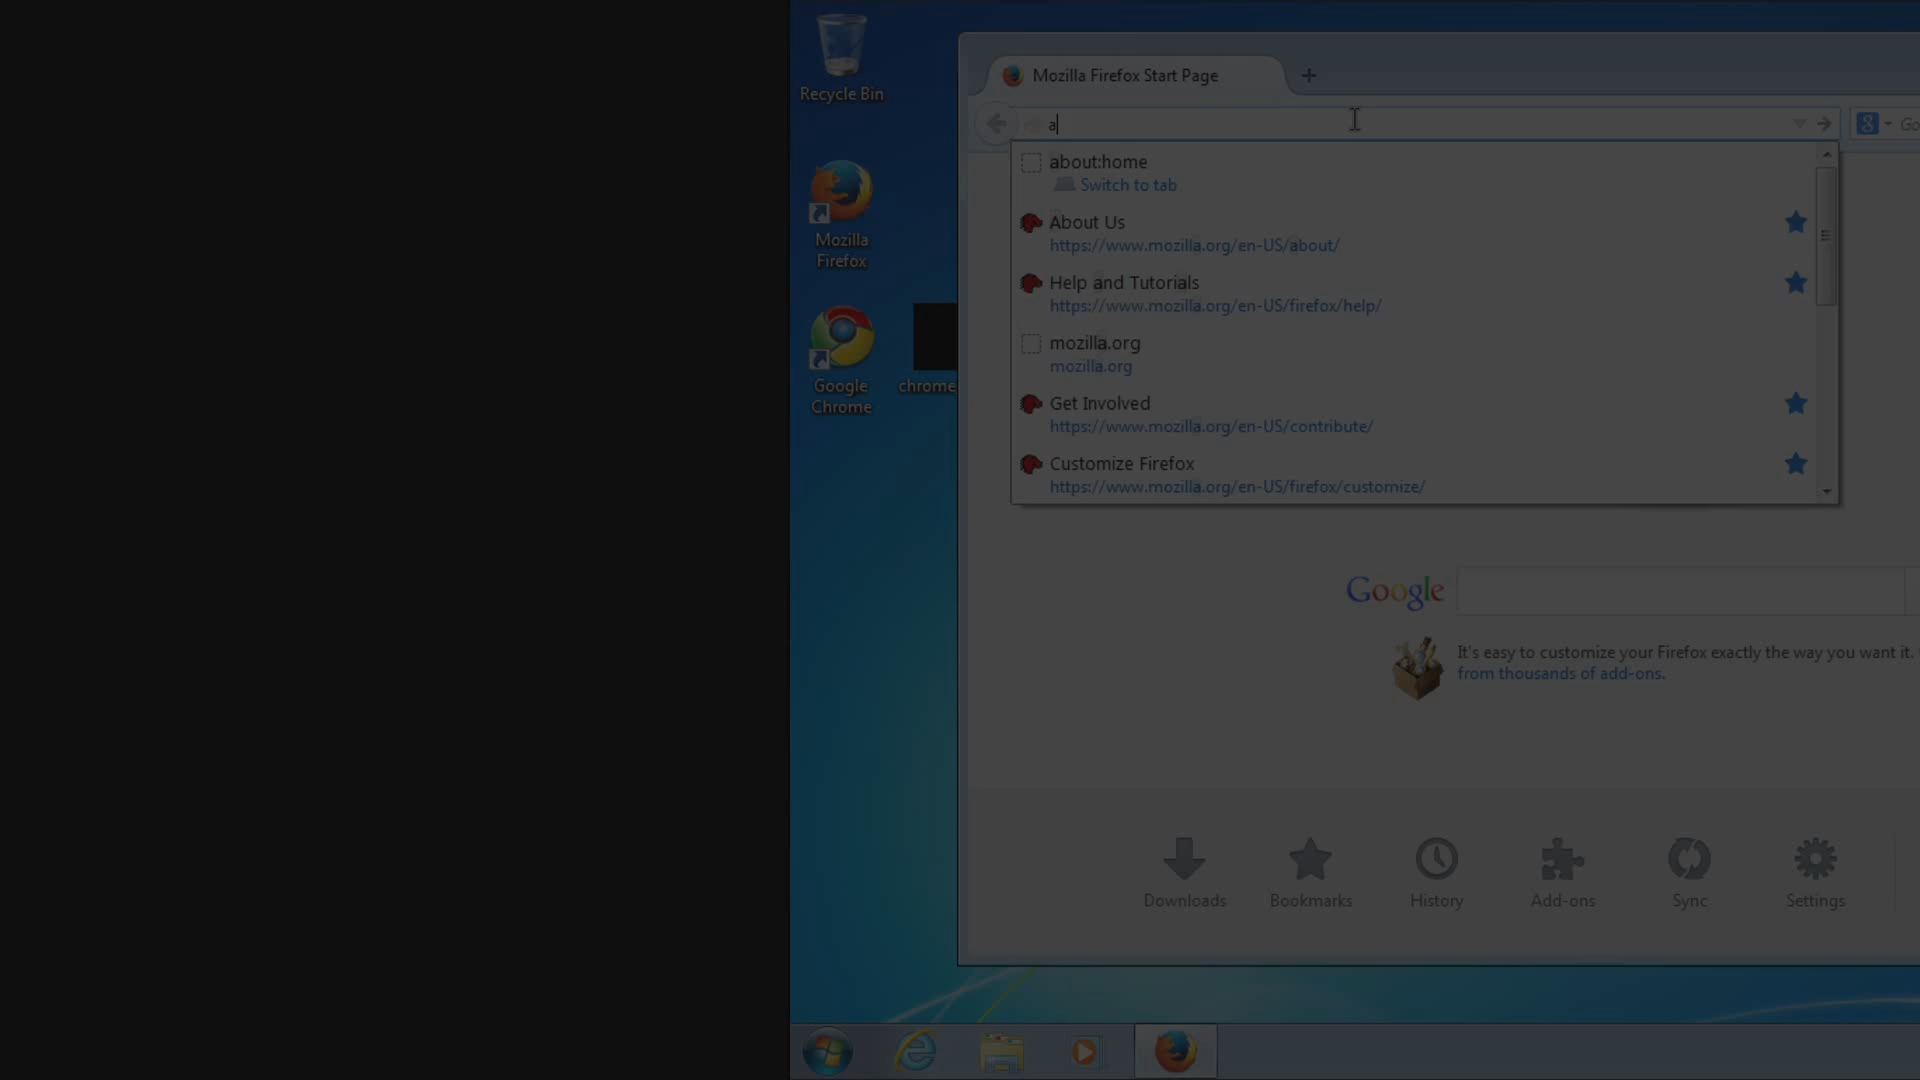 Recycle Bin
Mozilla
Firefox
Google
Chrome
chrome
Mozilla Firefox Start Page
a
Go
about:home
Switch to tab
About Us
https://www.mozilla.org/en-US/about/
Help and Tutorials
https://www.mozilla.org/en-US/firefox/help/
mozilla.org
mozilla.org
Get Involved
https://www.mozilla.org/en-US/contribute/
Customize Firefox
https://www.mozilla.org/en-US/firefox/customize/
Google
It's easy to customize your Firefox exactly the way you want it.
from thousands of add-ons.
Downloads
Bookmarks
History
Add-ons
Sync
Settings